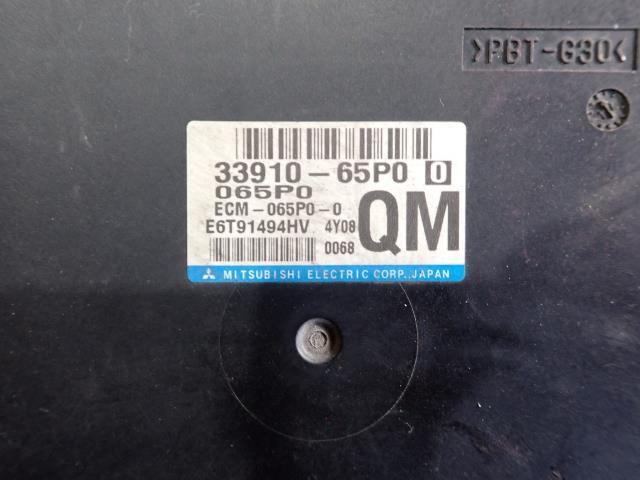 >PBT-G30<
33910-65P0 0
065P0
ECM-065P0-0
E6T91494HV 4Y08
0068
QM
MITSUBISHI ELECTRIC CORP., JAPAN